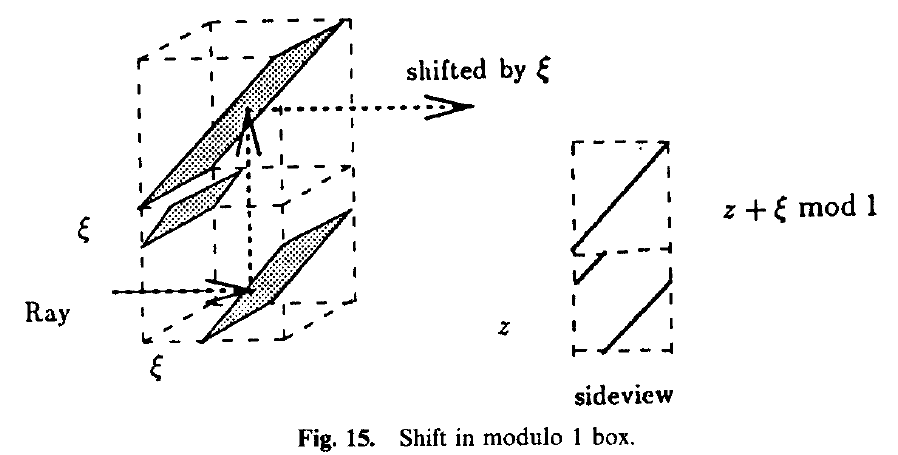 shifted by ξ
z + ξ mod 1
ξ
Ray
z
ξ
sideview
Fig. 15. Shift in modulo 1 box.